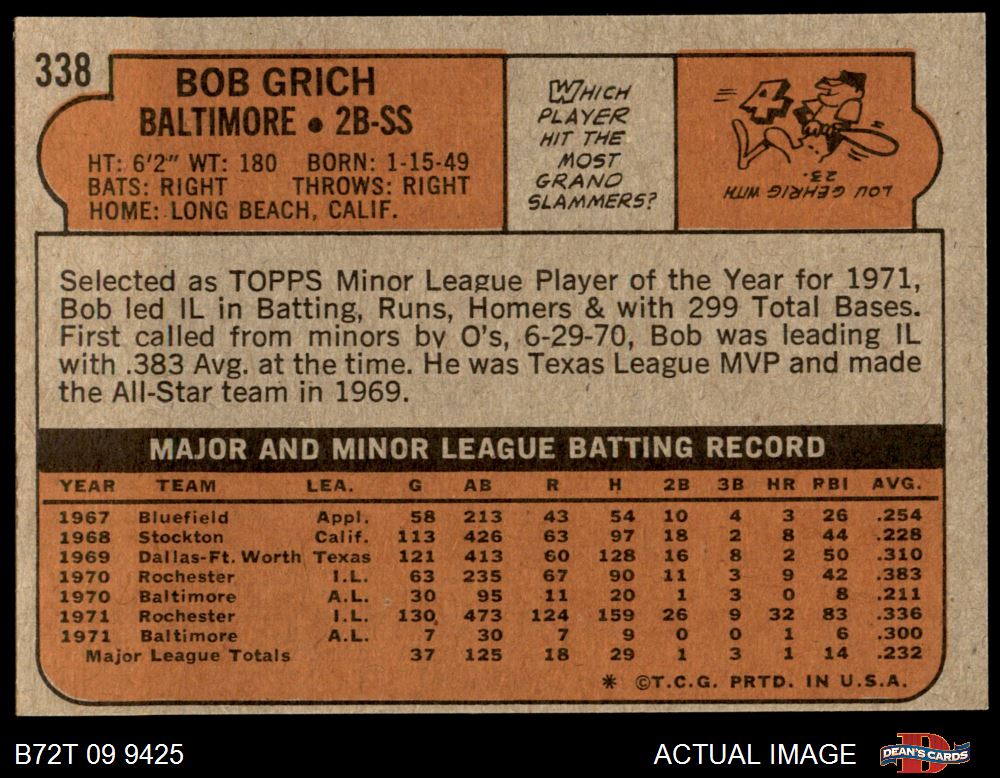 338
BOB GRICH
BALTIMORE • 2B-SS
HT: 6'2" WT: 180 BORN: 1-15-49
BATS: RIGHT THROWS: RIGHT
HOME: LONG BEACH, CALIF.
WHICH
PLAYER
HIT THE
MOST
GRAND
SLAMMERS?
LOU GEHRIG WITH
23.
Selected as TOPPS Minor League Player of the Year for 1971,
Bob led IL in Batting, Runs, Homers & with 299 Total Bases.
First called from minors by O's, 6-29-70, Bob was leading IL
with .383 Avg. at the time. He was Texas League MVP and made
the All-Star team in 1969.
MAJOR AND MINOR LEAGUE BATTING RECORD
YEAR TEAM LEA. G AB R H 2B 3B HR RBI AVG.
1967 Bluefield Appl. 58 213 43 54 10 4 3 26 .254
1968 Stockton Calif. 113 426 63 97 18 2 8 44 .228
1969 Dallas-Ft. Worth Texas 121 413 60 128 16 8 2 50 .310
1970 Rochester I.L. 63 235 67 90 11 3 9 42 .383
1970 Baltimore A.L. 30 95 11 20 1 3 0 8 .211
1971 Rochester I.L. 130 473 124 159 26 9 32 83 .336
1971 Baltimore A.L. 7 30 7 9 0 0 1 6 .300
Major League Totals 37 125 18 29 1 3 1 14 .232
* ©T.C.G. PRTD. IN U.S.A.
B72T 09 9425 ACTUAL IMAGE DEAN'S CARDS